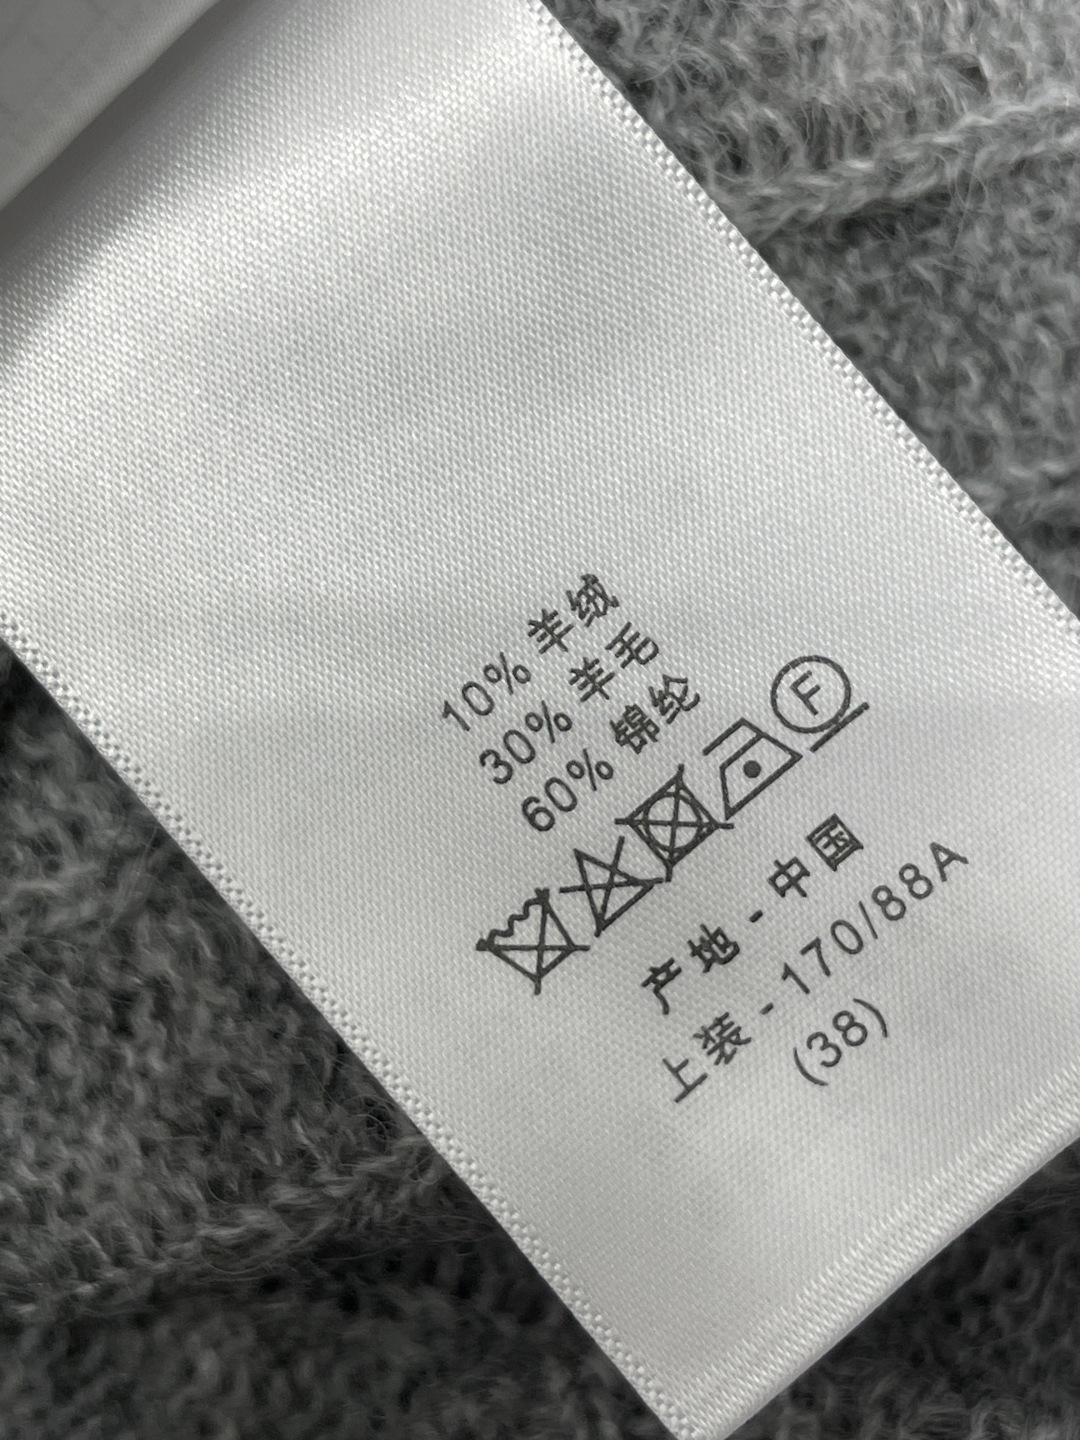 10% 羊绒
30% 羊毛
60% 锦纶
F
产地 - 中国
上装 - 170/88A
(38)